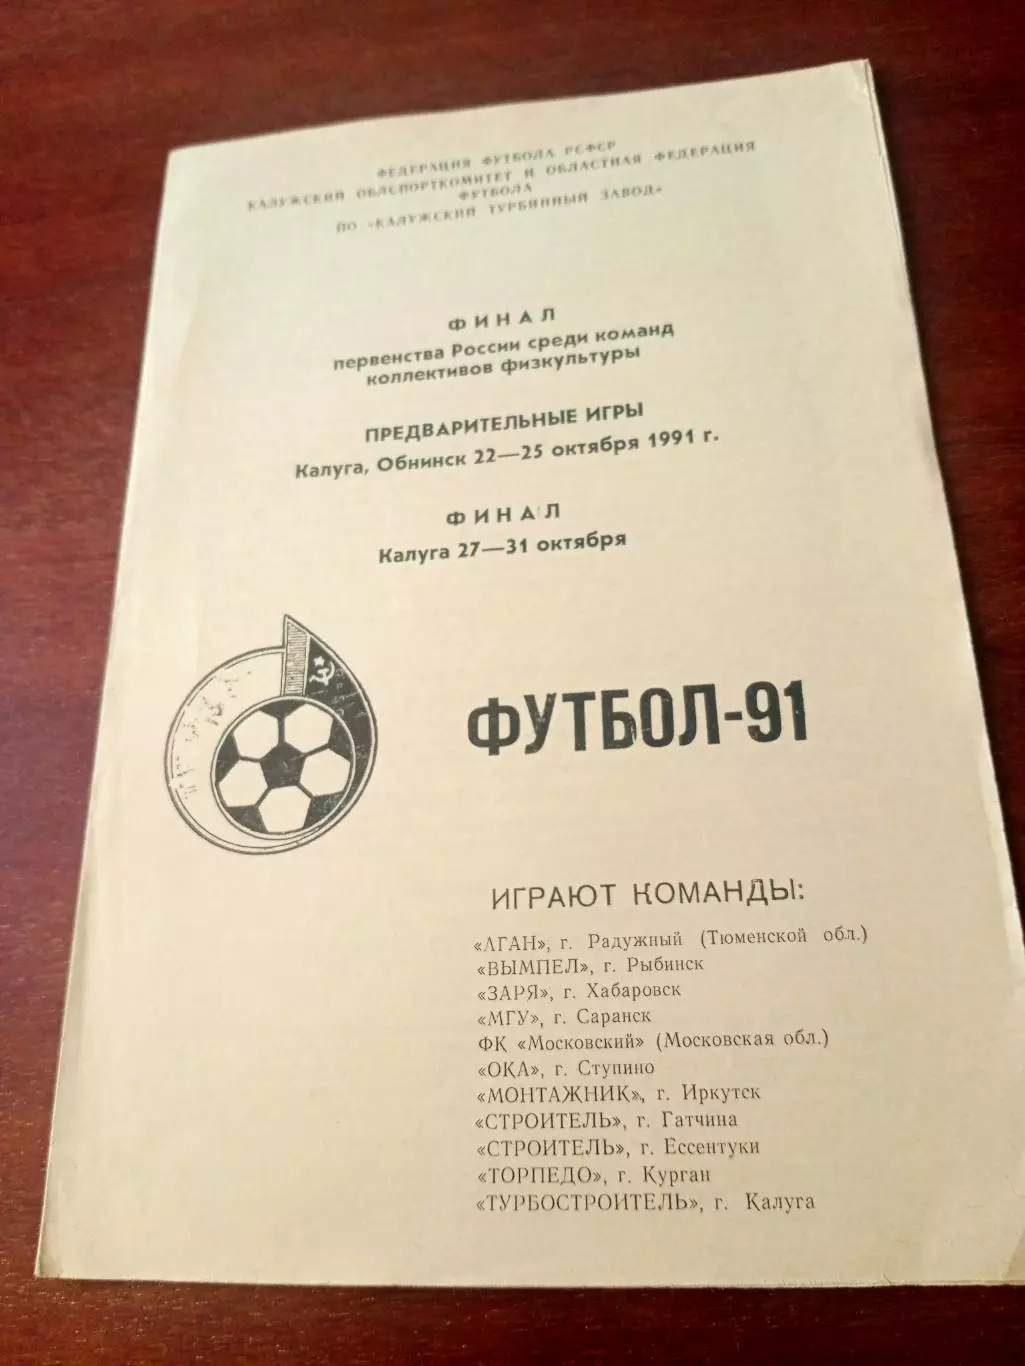 ФЕДЕРАЦИЯ ФУТБОЛА РСФСР
КАЛУЖСКИЙ ОБЛСПОРТКОМИТЕТ И ОБЛАСТНАЯ ФЕДЕРАЦИЯ
ФУТБОЛА
ПО «КАЛУЖСКИЙ ТУРБИННЫЙ ЗАВОД»
ФИНАЛ
первенства России среди команд
коллективов физкультуры
ПРЕДВАРИТЕЛЬНЫЕ ИГРЫ
Калуга, Обнинск 22—25 октября 1991 г.
ФИНАЛ
Калуга 27—31 октября
ФУТБОЛ-91
ИГРАЮТ КОМАНДЫ:
«АГАН», г. Радужный (Тюменской обл.)
«ВЫМПЕЛ», г. Рыбинск
«ЗАРЯ», г. Хабаровск
«МГУ», г. Саранск
ФК «Московский» (Московская обл.)
«ОКА», г. Ступино
«МОНТАЖНИК», г. Иркутск
«СТРОИТЕЛЬ», г. Гатчина
«СТРОИТЕЛЬ», г. Ессентуки
«ТОРПЕДО», г. Курган
«ТУРБОСТРОИТЕЛЬ», г. Калуга